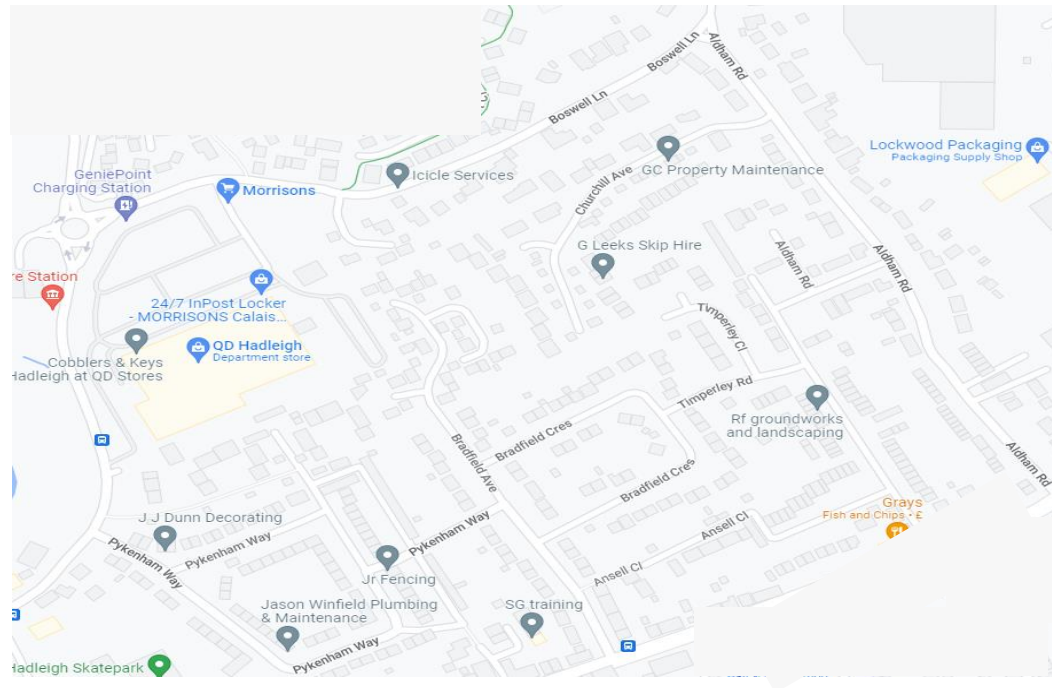 Boswell Ln
Aldham Rd
Boswell Ln
Lockwood Packaging
Packaging Supply Shop
GeniePoint
Charging Station
Morrisons
Icicle Services
GC Property Maintenance
Churchill Ave
G Leeks Skip Hire
Aldham Rd
Aldham Rd
re Station
24/7 InPost Locker
- MORRISONS Calais...
QD Hadleigh
Department store
Cobblers & Keys
Hadleigh at QD Stores
Timperley Cl
Timperley Rd
Rf groundworks
and landscaping
Bradfield Cres
Bradfield Ave
Bradfield Cres
Aldham Rd
Grays
Fish and Chips • £
J J Dunn Decorating
Pykenham Way
Ansell Cl
Pykenham Way
Pykenham Way
Jr Fencing
Ansell Cl
Jason Winfield Plumbing
& Maintenance
SG training
Pykenham Way
Hadleigh Skatepark